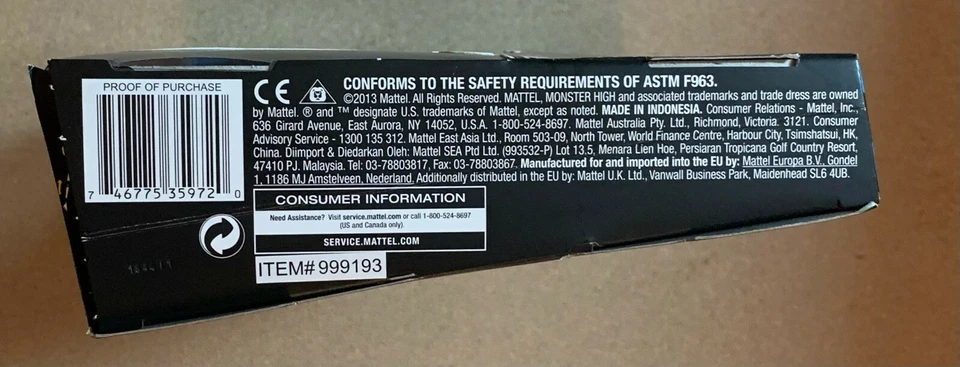 PROOF OF PURCHASE
7 46775 35972 0
CE
CONFORMS TO THE SAFETY REQUIREMENTS OF ASTM F963.
©2013 Mattel. All Rights Reserved. MATTEL, MONSTER HIGH and associated trademarks and trade dress are owned
by Mattel. ® and ™ designate U.S. trademarks of Mattel, except as noted. MADE IN INDONESIA. Consumer Relations - Mattel, Inc.,
636 Girard Avenue, East Aurora, NY 14052, U.S.A. 1-800-524-8697. Mattel Australia Pty. Ltd., Richmond, Victoria. 3121. Consumer
Advisory Service - 1300 135 312. Mattel East Asia Ltd., Room 503-09, North Tower, World Finance Centre, Harbour City, Tsimshatsui, HK,
China. Diimport & Diedarkan Oleh: Mattel SEA Ptd Ltd. (993532-P) Lot 13.5, Menara Lien Hoe, Persiaran Tropicana Golf Country Resort,
47410 PJ. Malaysia. Tel: 03-78803817. Fax: 03-78803867. Manufactured for and imported into the EU by: Mattel Europa B.V., Gondel
1, 1186 MJ Amstelveen, Nederland. Additionally distributed in the EU by: Mattel U.K. Ltd., Vanwall Business Park, Maidenhead SL6 4UB.
CONSUMER INFORMATION
Need Assistance? Visit service.mattel.com or call 1-800-524-8697
(US and Canada only).
SERVICE.MATTEL.COM
ITEM# 999193